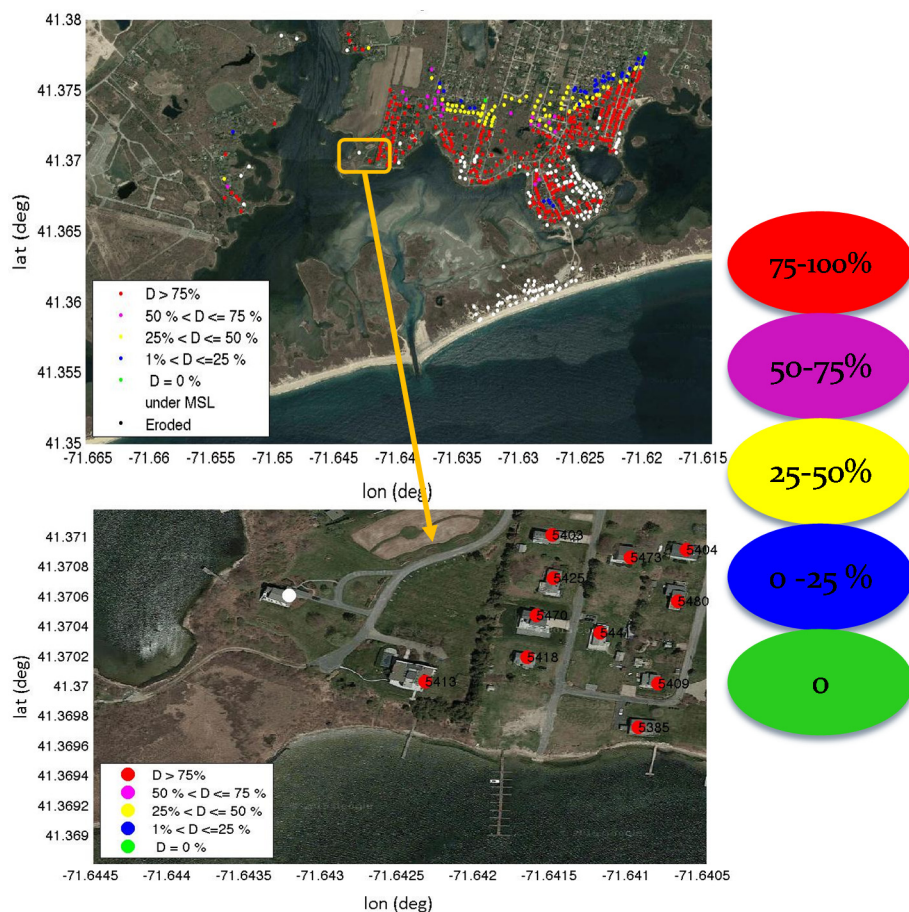 41.38
41.375
41.37
41.365
41.36
41.355
41.35
lat (deg)
D > 75%
50 % < D <= 75 %
25% < D <= 50 %
1% < D <=25 %
D = 0 %
under MSL
Eroded
-71.665 -71.66 -71.655 -71.65 -71.645 -71.64 -71.635 -71.63 -71.625 -71.62 -71.615
lon (deg)
75-100%
50-75%
25-50%
0 -25 %
0
41.371
41.3708
41.3706
41.3704
41.3702
41.37
41.3698
41.3696
41.3694
41.3692
41.369
lat (deg)
5403
5473
5404
5425
5480
5470
544
5418
5413
5409
5385
D > 75%
50 % < D <= 75 %
25% < D <= 50 %
1% < D <=25 %
D = 0 %
-71.6445 -71.644 -71.6435 -71.643 -71.6425 -71.642 -71.6415 -71.641 -71.6405
lon (deg)